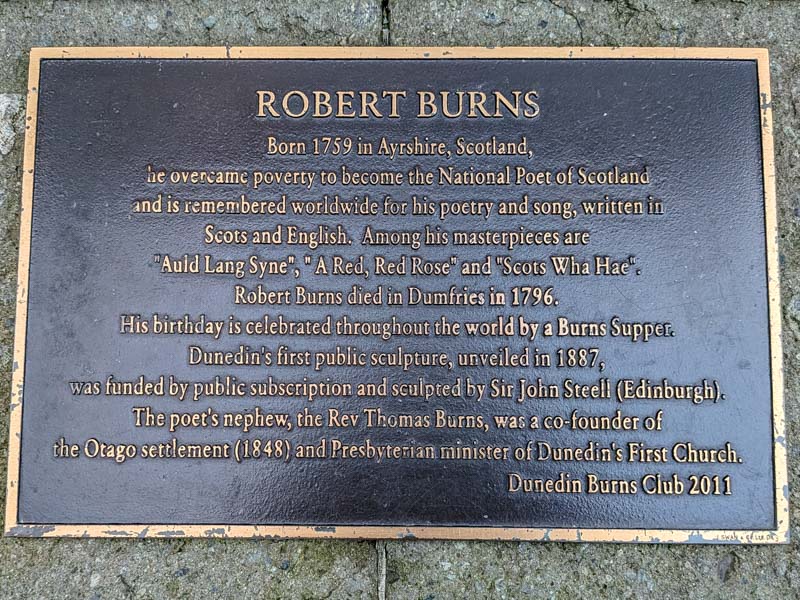 ROBERT BURNS
Born 1759 in Ayrshire, Scotland,
he overcame poverty to become the National Poet of Scotland
and is remembered worldwide for his poetry and song, written in
Scots and English. Among his masterpieces are
"Auld Lang Syne", " A Red, Red Rose" and "Scots Wha Hae".
Robert Burns died in Dumfries in 1796.
His birthday is celebrated throughout the world by a Burns Supper.
Dunedin's first public sculpture, unveiled in 1887,
was funded by public subscription and sculpted by Sir John Steell (Edinburgh).
The poet's nephew, the Rev Thomas Burns, was a co-founder of
the Otago settlement (1848) and Presbyterian minister of Dunedin's First Church.
Dunedin Burns Club 2011